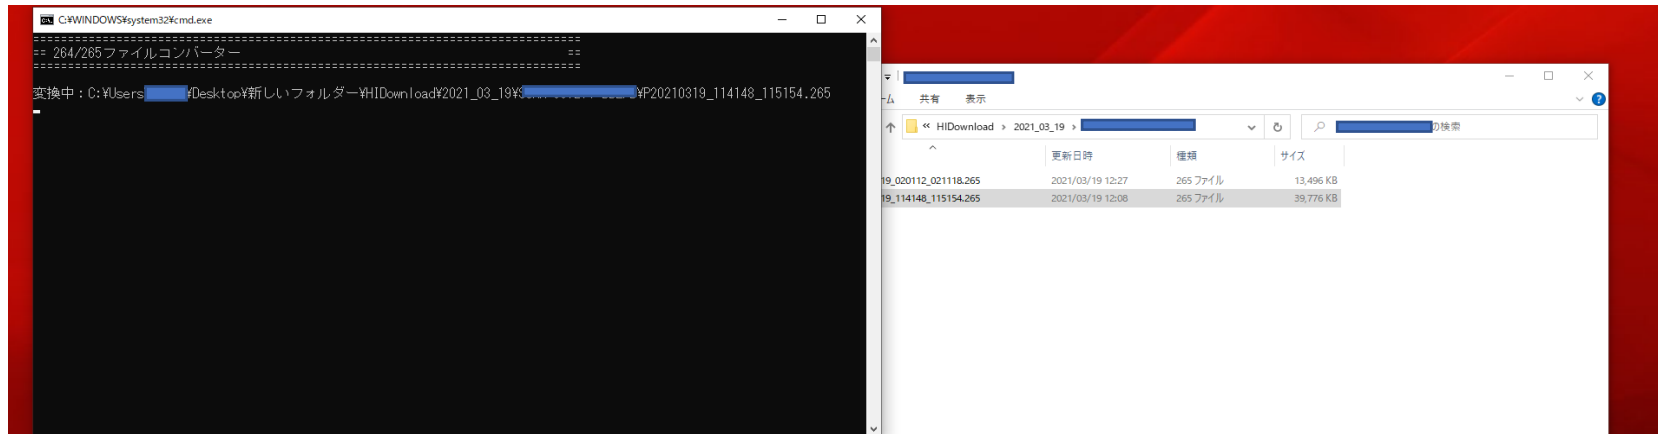 C:¥WINDOWS¥system32¥cmd.exe
================================================================================
== 264/265ファイルコンバーター ==
================================================================================
変換中：C:¥Users ¥Desktop¥新しいフォルダー¥HIDownload¥2021_03_19¥ ¥P20210319_114148_115154.265
ーム 共有 表示
« HIDownload › 2021_03_19 ›
の検索
更新日時 種類 サイズ
19_020112_021118.265 2021/03/19 12:27 265 ファイル 13,496 KB
19_114148_115154.265 2021/03/19 12:08 265 ファイル 39,776 KB